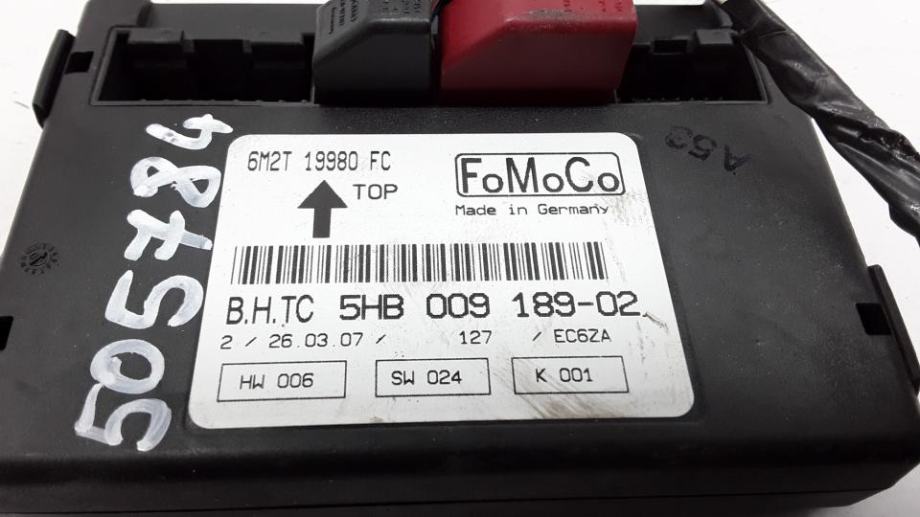 6M2T 19980 FC
FoMoCo
TOP
Made in Germany
B.H.TC 5HB 009 189-02
2 / 26.03.07 / 127 / EC6ZA
HW 006
SW 024
K 001
505784
A53